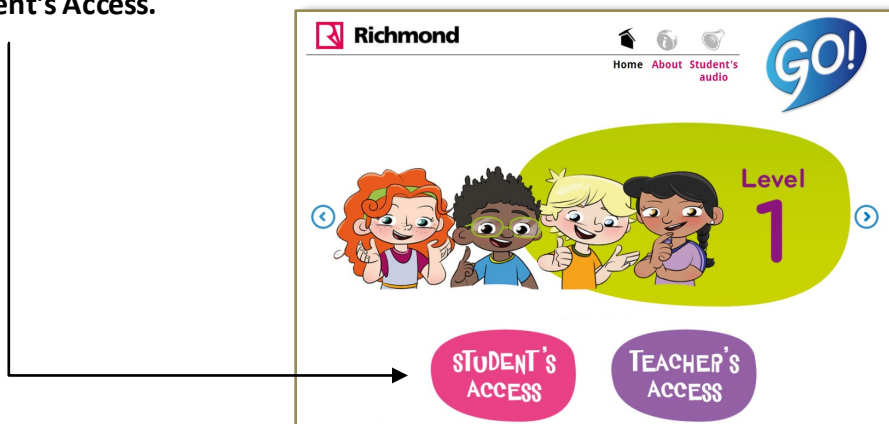 ent's Access.
Richmond
Home About Student's
audio
GO!
Level
1
STUDENT'S
ACCESS
TEACHER'S
ACCESS